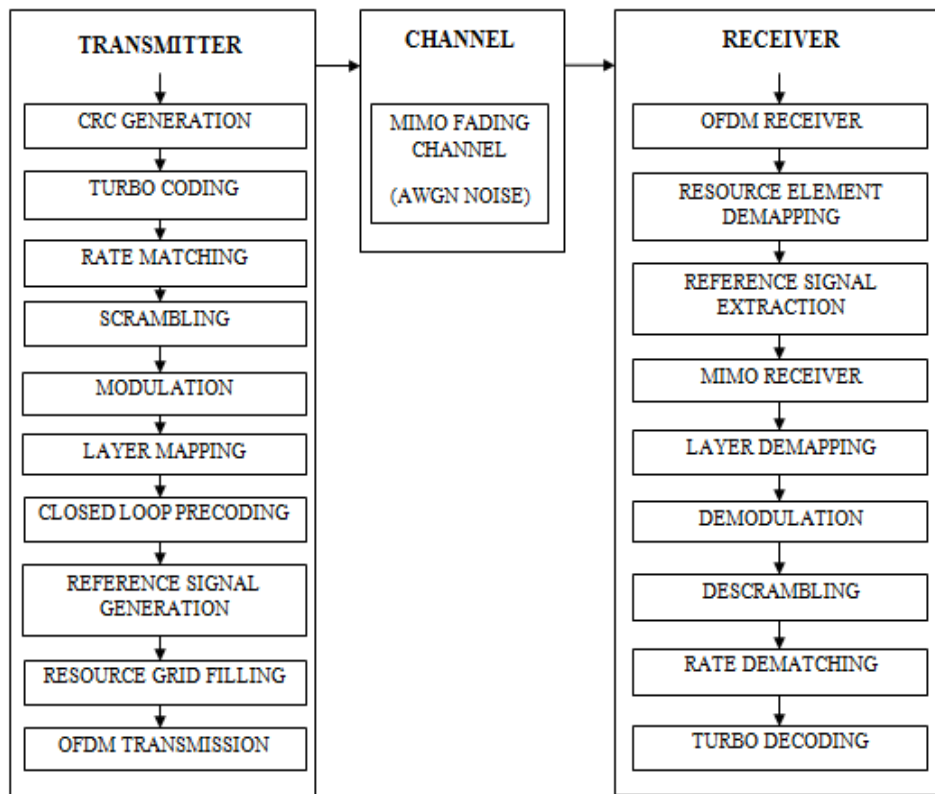 TRANSMITTER
CRC GENERATION
TURBO CODING
RATE MATCHING
SCRAMBLING
MODULATION
LAYER MAPPING
CLOSED LOOP PRECODING
REFERENCE SIGNAL
GENERATION
RESOURCE GRID FILLING
OFDM TRANSMISSION
CHANNEL
MIMO FADING
CHANNEL
(AWGN NOISE)
RECEIVER
OFDM RECEIVER
RESOURCE ELEMENT
DEMAPPING
REFERENCE SIGNAL
EXTRACTION
MIMO RECEIVER
LAYER DEMAPPING
DEMODULATION
DESCRAMBLING
RATE DEMATCHING
TURBO DECODING